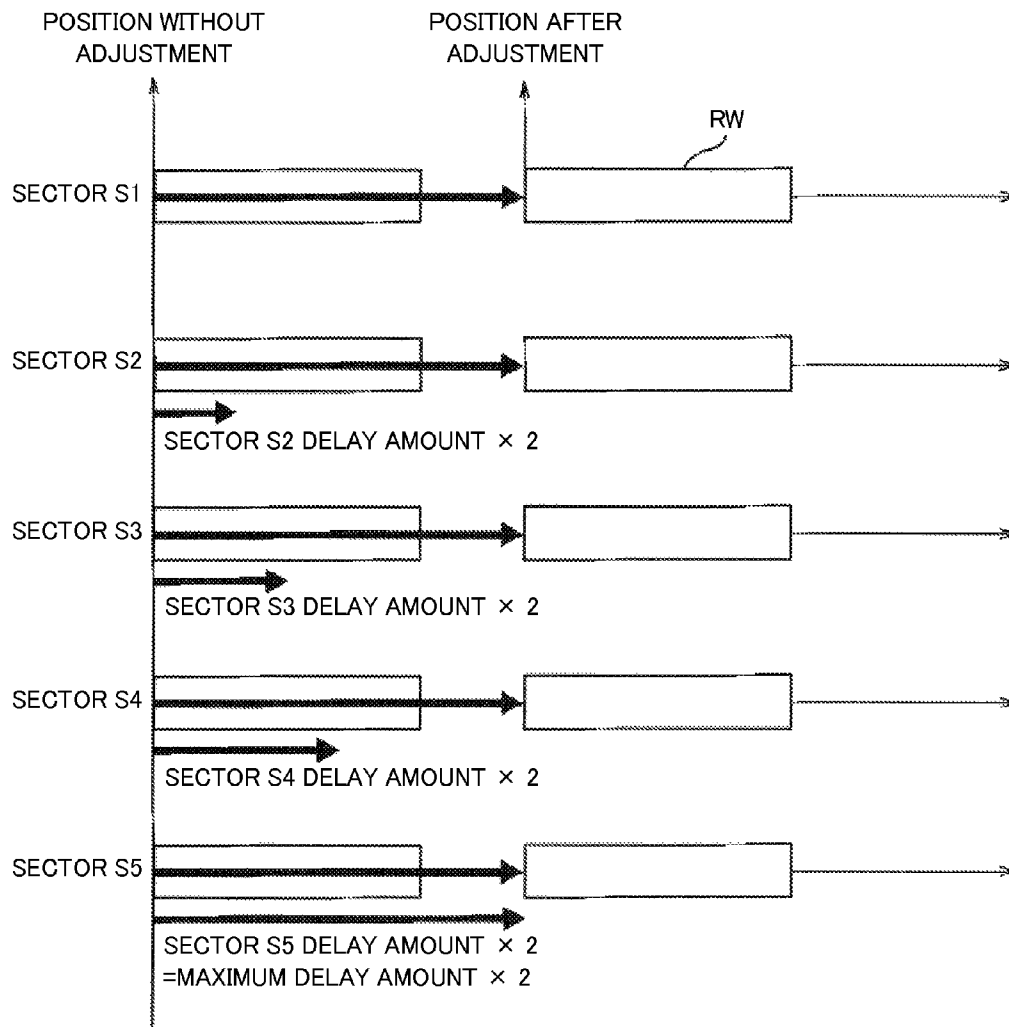 POSITION WITHOUT
ADJUSTMENT
POSITION AFTER
ADJUSTMENT
RW
SECTOR S1
SECTOR S2
SECTOR S2 DELAY AMOUNT × 2
SECTOR S3
SECTOR S3 DELAY AMOUNT × 2
SECTOR S4
SECTOR S4 DELAY AMOUNT × 2
SECTOR S5
SECTOR S5 DELAY AMOUNT × 2
=MAXIMUM DELAY AMOUNT × 2